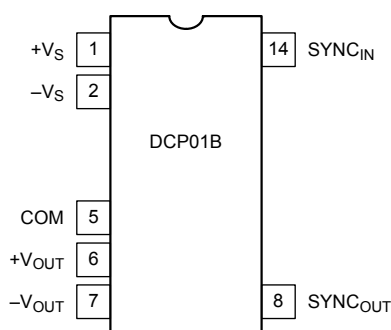 +VS 1 14 SYNCIN
–VS 2
DCP01B
COM 5
+VOUT 6
–VOUT 7 8 SYNCOUT